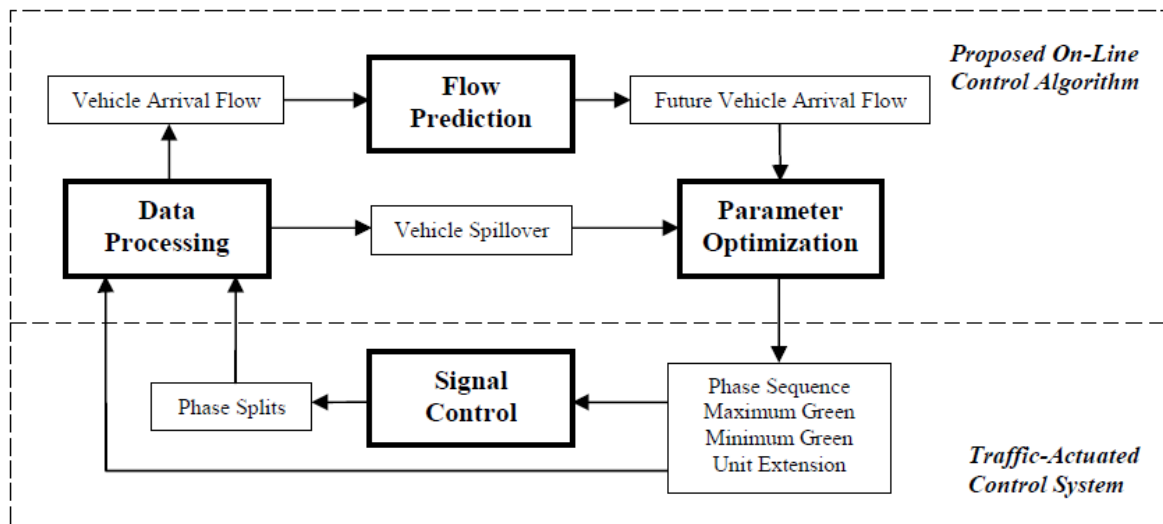 Proposed On-Line
Control Algorithm
Vehicle Arrival Flow
Flow
Prediction
Future Vehicle Arrival Flow
Data
Processing
Vehicle Spillover
Parameter
Optimization
Phase Splits
Signal
Control
Phase Sequence
Maximum Green
Minimum Green
Unit Extension
Traffic-Actuated
Control System